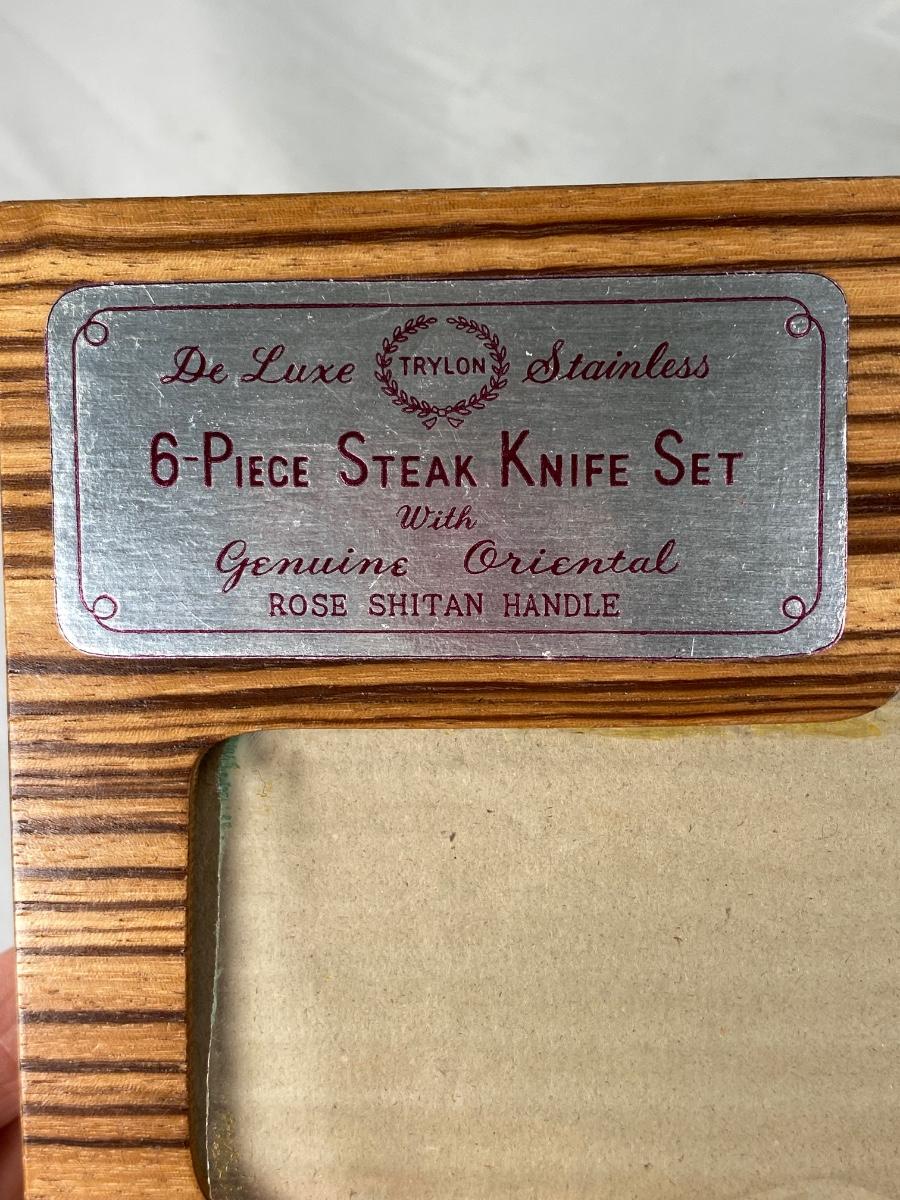 De Luxe TRYLON Stainless
6-PIECE STEAK KNIFE SET
With
Genuine Oriental
ROSE SHITAN HANDLE